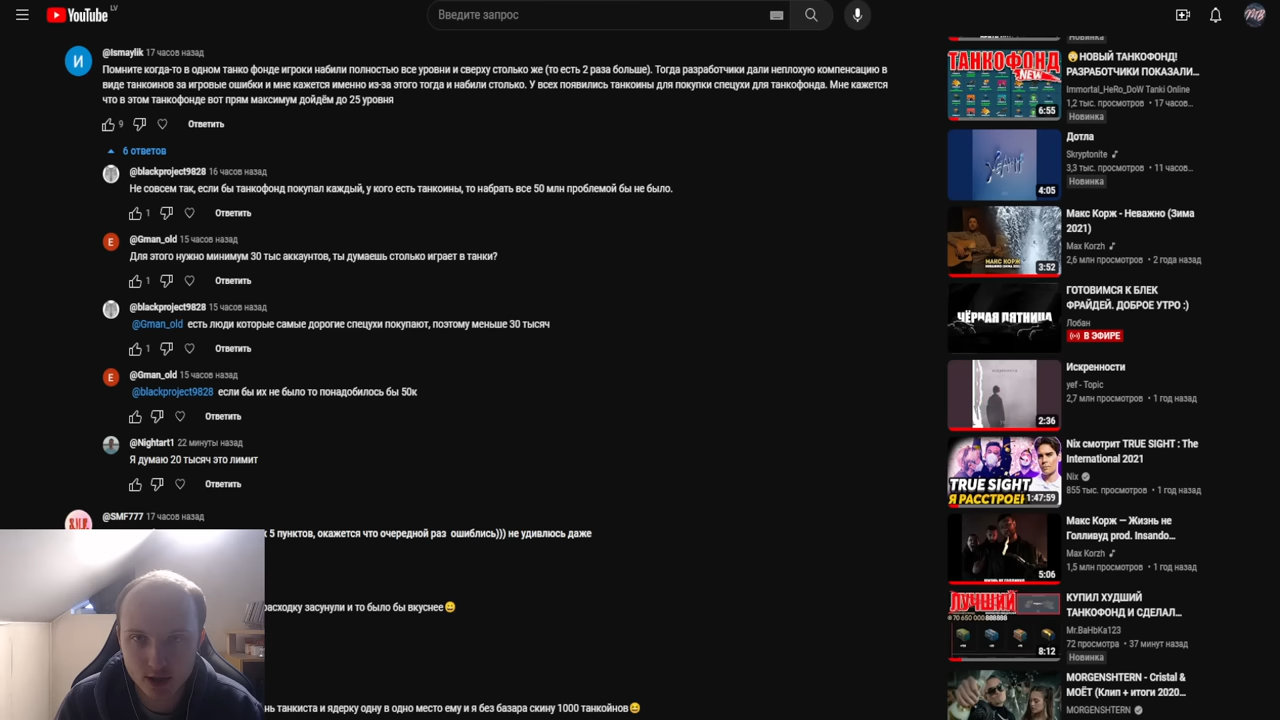 YouTube LV
Введите запрос
@Ismaylik 17 часов назад
Помните когда-то в одном танко фонде игроки набили полностью все уровни и сверху столько же (то есть 2 раза больше). Тогда разработчики дали неплохую компенсацию в
виде танкоинов за игровые ошибки и мне кажется именно из-за этого тогда и набили столько. У всех появились танкоины для покупки спецухи для танкофонда. Мне кажется
что в этом танкофонде вот прям максимум дойдём до 25 уровня
9 Ответить
6 ответов
@blackproject9828 16 часов назад
Не совсем так, если бы танкофонд покупал каждый, у кого есть танкоины, то набрать все 50 млн проблемой бы не было.
1 Ответить
E
@Gman_old 15 часов назад
Для этого нужно минимум 30 тыс аккаунтов, ты думаешь столько играет в танки?
1 Ответить
@blackproject9828 15 часов назад
@Gman_old есть люди которые самые дорогие спецухи покупают, поэтому меньше 30 тысяч
1 Ответить
E
@Gman_old 15 часов назад
@blackproject9828 если бы их не было то понадобилось бы 50к
Ответить
@Nightart1 22 минуты назад
Я думаю 20 тысяч это лимит
Ответить
@SMF777 17 часов назад
5 пунктов, окажется что очередной раз ошиблись))) не удивлюсь даже
расходку засунули и то было бы вкуснее😄
нь танкиста и ядерку одну в одно место ему и я без базара скину 1000 танкойнов😄
Новинка
ТАНКОФОНД
NEW
6:55
😮НОВЫЙ ТАНКОФОНД!
РАЗРАБОТЧИКИ ПОКАЗАЛИ...
Immortal_HeRo_DoW Tanki Online
1,2 тыс. просмотров • 17 часов...
Новинка
4:05
Дотла
Skryptonite
3,3 тыс. просмотров • 11 часов...
Новинка
МАКС КОРЖ
3:52
Макс Корж - Неважно (Зима
2021)
Max Korzh
2,6 млн просмотров • 2 года назад
ЧЁРНАЯ ПЯТНИЦА
ГОТОВИМСЯ К БЛЕК
ФРАЙДЕЙ. ДОБРОЕ УТРО :)
Лобан
В ЭФИРЕ
2:36
Искренности
yef - Topic
2,7 млн просмотров • 1 год назад
TRUE SIGHT
Я РАССТРОЕН
1:47:59
Nix смотрит TRUE SIGHT : The
International 2021
Nix
855 тыс. просмотров • 1 год назад
5:06
Макс Корж — Жизнь не
Голливуд prod. Insando...
Max Korzh
1,5 млн просмотров • 1 год назад
ЛУЧШИЙ
70 650 000
8:12
КУПИЛ ХУДШИЙ
ТАНКОФОНД И СДЕЛАЛ...
Mr.BaHbKa123
72 просмотра • 37 минут назад
Новинка
MORGENSHTERN - Cristal &
МОЁТ (Клип + итоги 2020...
MORGENSHTERN